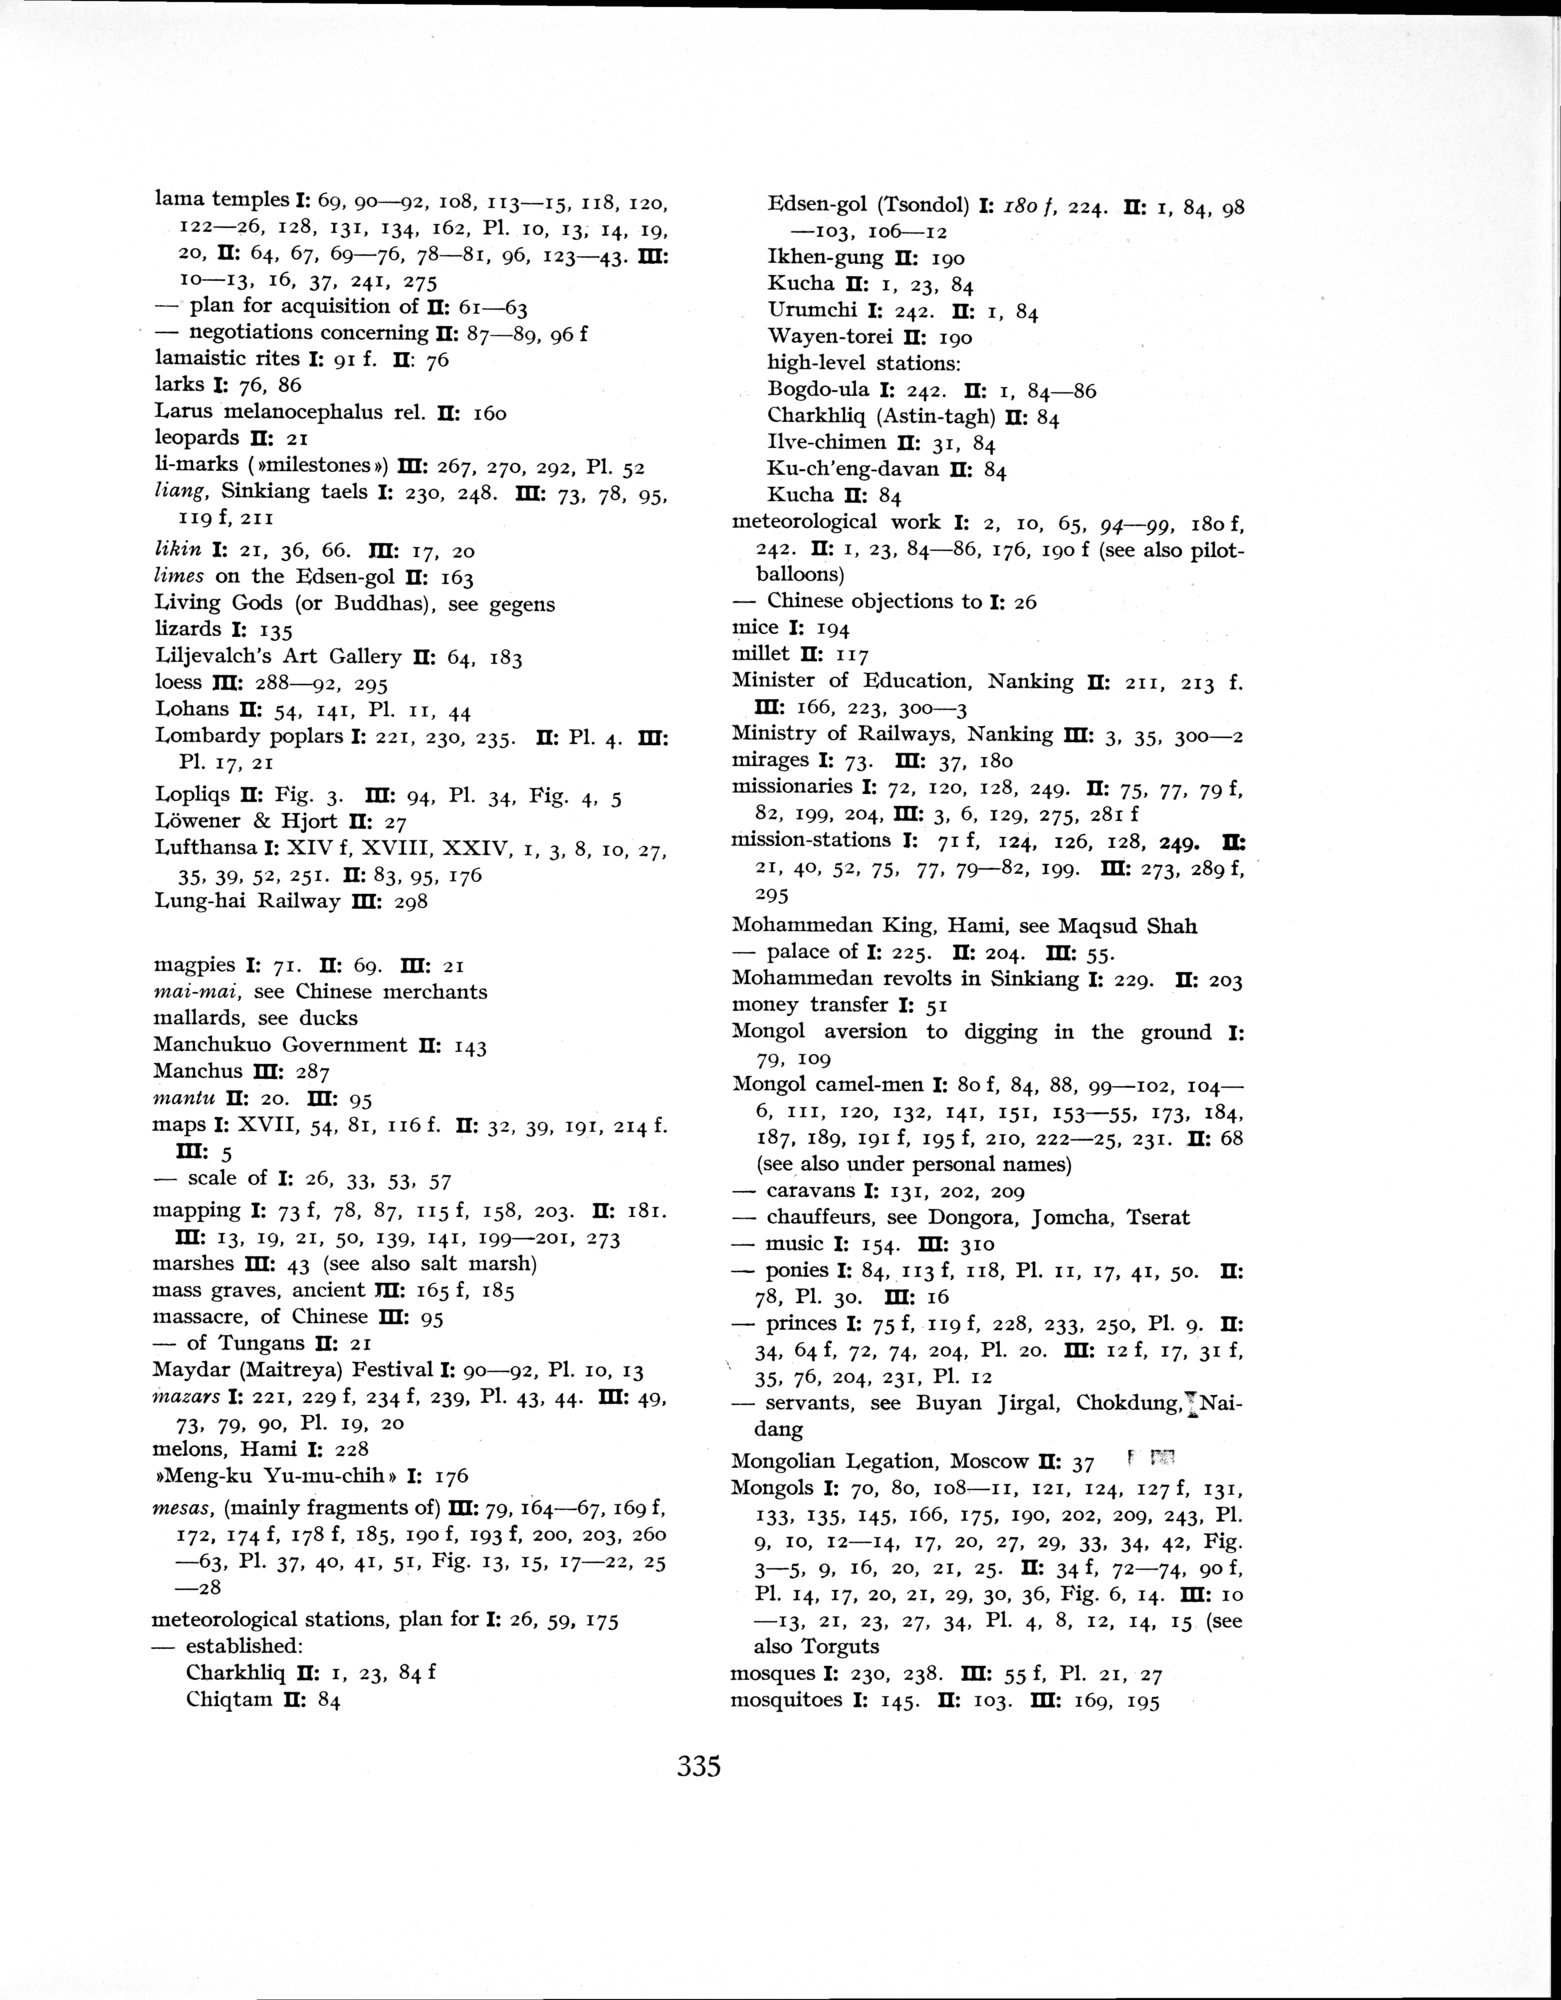 lama temples I: 69, 90—92, 108, 113—15, 118, 120,
122—26, 128, 131, 134, 162, Pl. 10, 13, 14, 19,
20, II: 64, 67, 69—76, 78—81, 96, 123—43. III:
10—13, 16, 37, 241, 275
— plan for acquisition of II: 61—63
— negotiations concerning II: 87—89, 96 f
lamaistic rites I: 91 f. II: 76
larks I: 76, 86
Larus melanocephalus rel. II: 160
leopards II: 21
li-marks (»milestones») III: 267, 270, 292, Pl. 52
liang, Sinkiang taels I: 230, 248. III: 73, 78, 95,
119 f, 211
likin I: 21, 36, 66. III: 17, 20
limes on the Edsen-gol II: 163
Living Gods (or Buddhas), see gegens
lizards I: 135
Liljevalch's Art Gallery II: 64, 183
loess III: 288—92, 295
Lohans II: 54, 141, Pl. 11, 44
Lombardy poplars I: 221, 230, 235. II: Pl. 4. III:
Pl. 17, 21
Lopliqs II: Fig. 3. III: 94, Pl. 34, Fig. 4, 5
Löwener & Hjort II: 27
Lufthansa I: XIV f, XVIII, XXIV, 1, 3, 8, 10, 27,
35, 39, 52, 251. II: 83, 95, 176
Lung-hai Railway III: 298
magpies I: 71. II: 69. III: 21
mai-mai, see Chinese merchants
mallards, see ducks
Manchukuo Government II: 143
Manchus III: 287
mantu II: 20. III: 95
maps I: XVII, 54, 81, 116 f. II: 32, 39, 191, 214 f.
III: 5
— scale of I: 26, 33, 53, 57
mapping I: 73 f, 78, 87, 115 f, 158, 203. II: 181.
III: 13, 19, 21, 50, 139, 141, 199—201, 273
marshes III: 43 (see also salt marsh)
mass graves, ancient III: 165 f, 185
massacre, of Chinese III: 95
— of Tungans II: 21
Maydar (Maitreya) Festival I: 90—92, Pl. 10, 13
mazars I: 221, 229 f, 234 f, 239, Pl. 43, 44. III: 49,
73, 79, 90, Pl. 19, 20
melons, Hami I: 228
»Meng-ku Yu-mu-chih» I: 176
mesas, (mainly fragments of) III: 79, 164—67, 169 f,
172, 174 f, 178 f, 185, 190 f, 193 f, 200, 203, 260
—63, Pl. 37, 40, 41, 51, Fig. 13, 15, 17—22, 25
—28
meteorological stations, plan for I: 26, 59, 175
— established:
Charkhliq II: 1, 23, 84 f
Chiqtam II: 84
Edsen-gol (Tsondol) I: 180 f, 224. II: 1, 84, 98
—103, 106—12
Ikhen-gung II: 190
Kucha II: 1, 23, 84
Urumchi I: 242. II: 1, 84
Wayen-torei II: 190
high-level stations:
Bogdo-ula I: 242. II: 1, 84—86
Charkhliq (Astin-tagh) II: 84
Ilve-chimen II: 31, 84
Ku-ch'eng-davan II: 84
Kucha II: 84
meteorological work I: 2, 10, 65, 94—99, 180 f,
242. II: 1, 23, 84—86, 176, 190 f (see also pilot-
balloons)
— Chinese objections to I: 26
mice I: 194
millet II: 117
Minister of Education, Nanking II: 211, 213 f.
III: 166, 223, 300—3
Ministry of Railways, Nanking III: 3, 35, 300—2
mirages I: 73. III: 37, 180
missionaries I: 72, 120, 128, 249. II: 75, 77, 79 f,
82, 199, 204, III: 3, 6, 129, 275, 281 f
mission-stations I: 71 f, 124, 126, 128, 249. II:
21, 40, 52, 75, 77, 79—82, 199. III: 273, 289 f,
295
Mohammedan King, Hami, see Maqsud Shah
— palace of I: 225. II: 204. III: 55.
Mohammedan revolts in Sinkiang I: 229. II: 203
money transfer I: 51
Mongol aversion to digging in the ground I:
79, 109
Mongol camel-men I: 80 f, 84, 88, 99—102, 104—
6, 111, 120, 132, 141, 151, 153—55, 173, 184,
187, 189, 191 f, 195 f, 210, 222—25, 231. II: 68
(see also under personal names)
— caravans I: 131, 202, 209
— chauffeurs, see Dongora, Jomcha, Tserat
— music I: 154. III: 310
— ponies I: 84, 113 f, 118, Pl. 11, 17, 41, 50. II:
78, Pl. 30. III: 16
— princes I: 75 f, 119 f, 228, 233, 250, Pl. 9. II:
34, 64 f, 72, 74, 204, Pl. 20. III: 12 f, 17, 31 f,
35, 76, 204, 231, Pl. 12
— servants, see Buyan Jirgal, Chokdung, Nai-
dang
Mongolian Legation, Moscow II: 37
Mongols I: 70, 80, 108—11, 121, 124, 127 f, 131,
133, 135, 145, 166, 175, 190, 202, 209, 243, Pl.
9, 10, 12—14, 17, 20, 27, 29, 33, 34, 42, Fig.
3—5, 9, 16, 20, 21, 25. II: 34 f, 72—74, 90 f,
Pl. 14, 17, 20, 21, 29, 30, 36, Fig. 6, 14. III: 10
—13, 21, 23, 27, 34, Pl. 4, 8, 12, 14, 15 (see
also Torguts
mosques I: 230, 238. III: 55 f, Pl. 21, 27
mosquitoes I: 145. II: 103. III: 169, 195
335